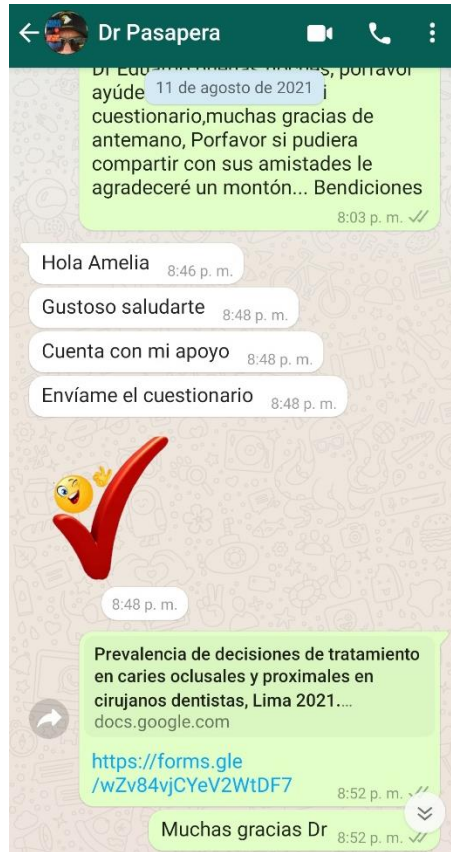 Dr Pasapera
11 de agosto de 2021
ayúde
cuestionario,muchas gracias de
antemano, Porfavor si pudiera
compartir con sus amistades le
agradeceré un montón... Bendiciones
8:03 p. m.
Hola Amelia 8:46 p. m.
Gustoso saludarte 8:48 p. m.
Cuenta con mi apoyo 8:48 p. m.
Envíame el cuestionario 8:48 p. m.
8:48 p. m.
Prevalencia de decisiones de tratamiento
en caries oclusales y proximales en
cirujanos dentistas, Lima 2021....
docs.google.com
https://forms.gle
/wZv84vjCYeV2WtDF7 8:52 p. m.
Muchas gracias Dr 8:52 p. m.